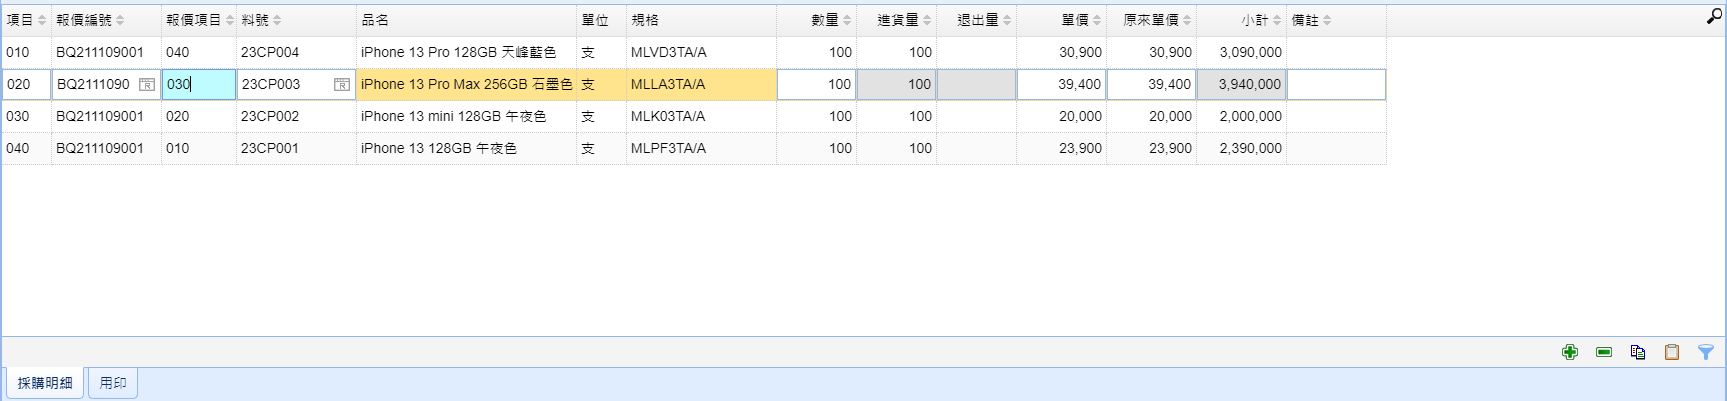 項目 報價編號 報價項目 料號 品名 單位 規格 數量 進貨量 退出量 單價 原來單價 小計 備註
010 BQ211109001 040 23CP004 iPhone 13 Pro 128GB 天峰藍色 支 MLVD3TA/A 100 100 30,900 30,900 3,090,000
020 BQ2111090 030 23CP003 iPhone 13 Pro Max 256GB 石墨色 支 MLLA3TA/A 100 100 39,400 39,400 3,940,000
030 BQ211109001 020 23CP002 iPhone 13 mini 128GB 午夜色 支 MLK03TA/A 100 100 20,000 20,000 2,000,000
040 BQ211109001 010 23CP001 iPhone 13 128GB 午夜色 支 MLPF3TA/A 100 100 23,900 23,900 2,390,000
採購明細 用印